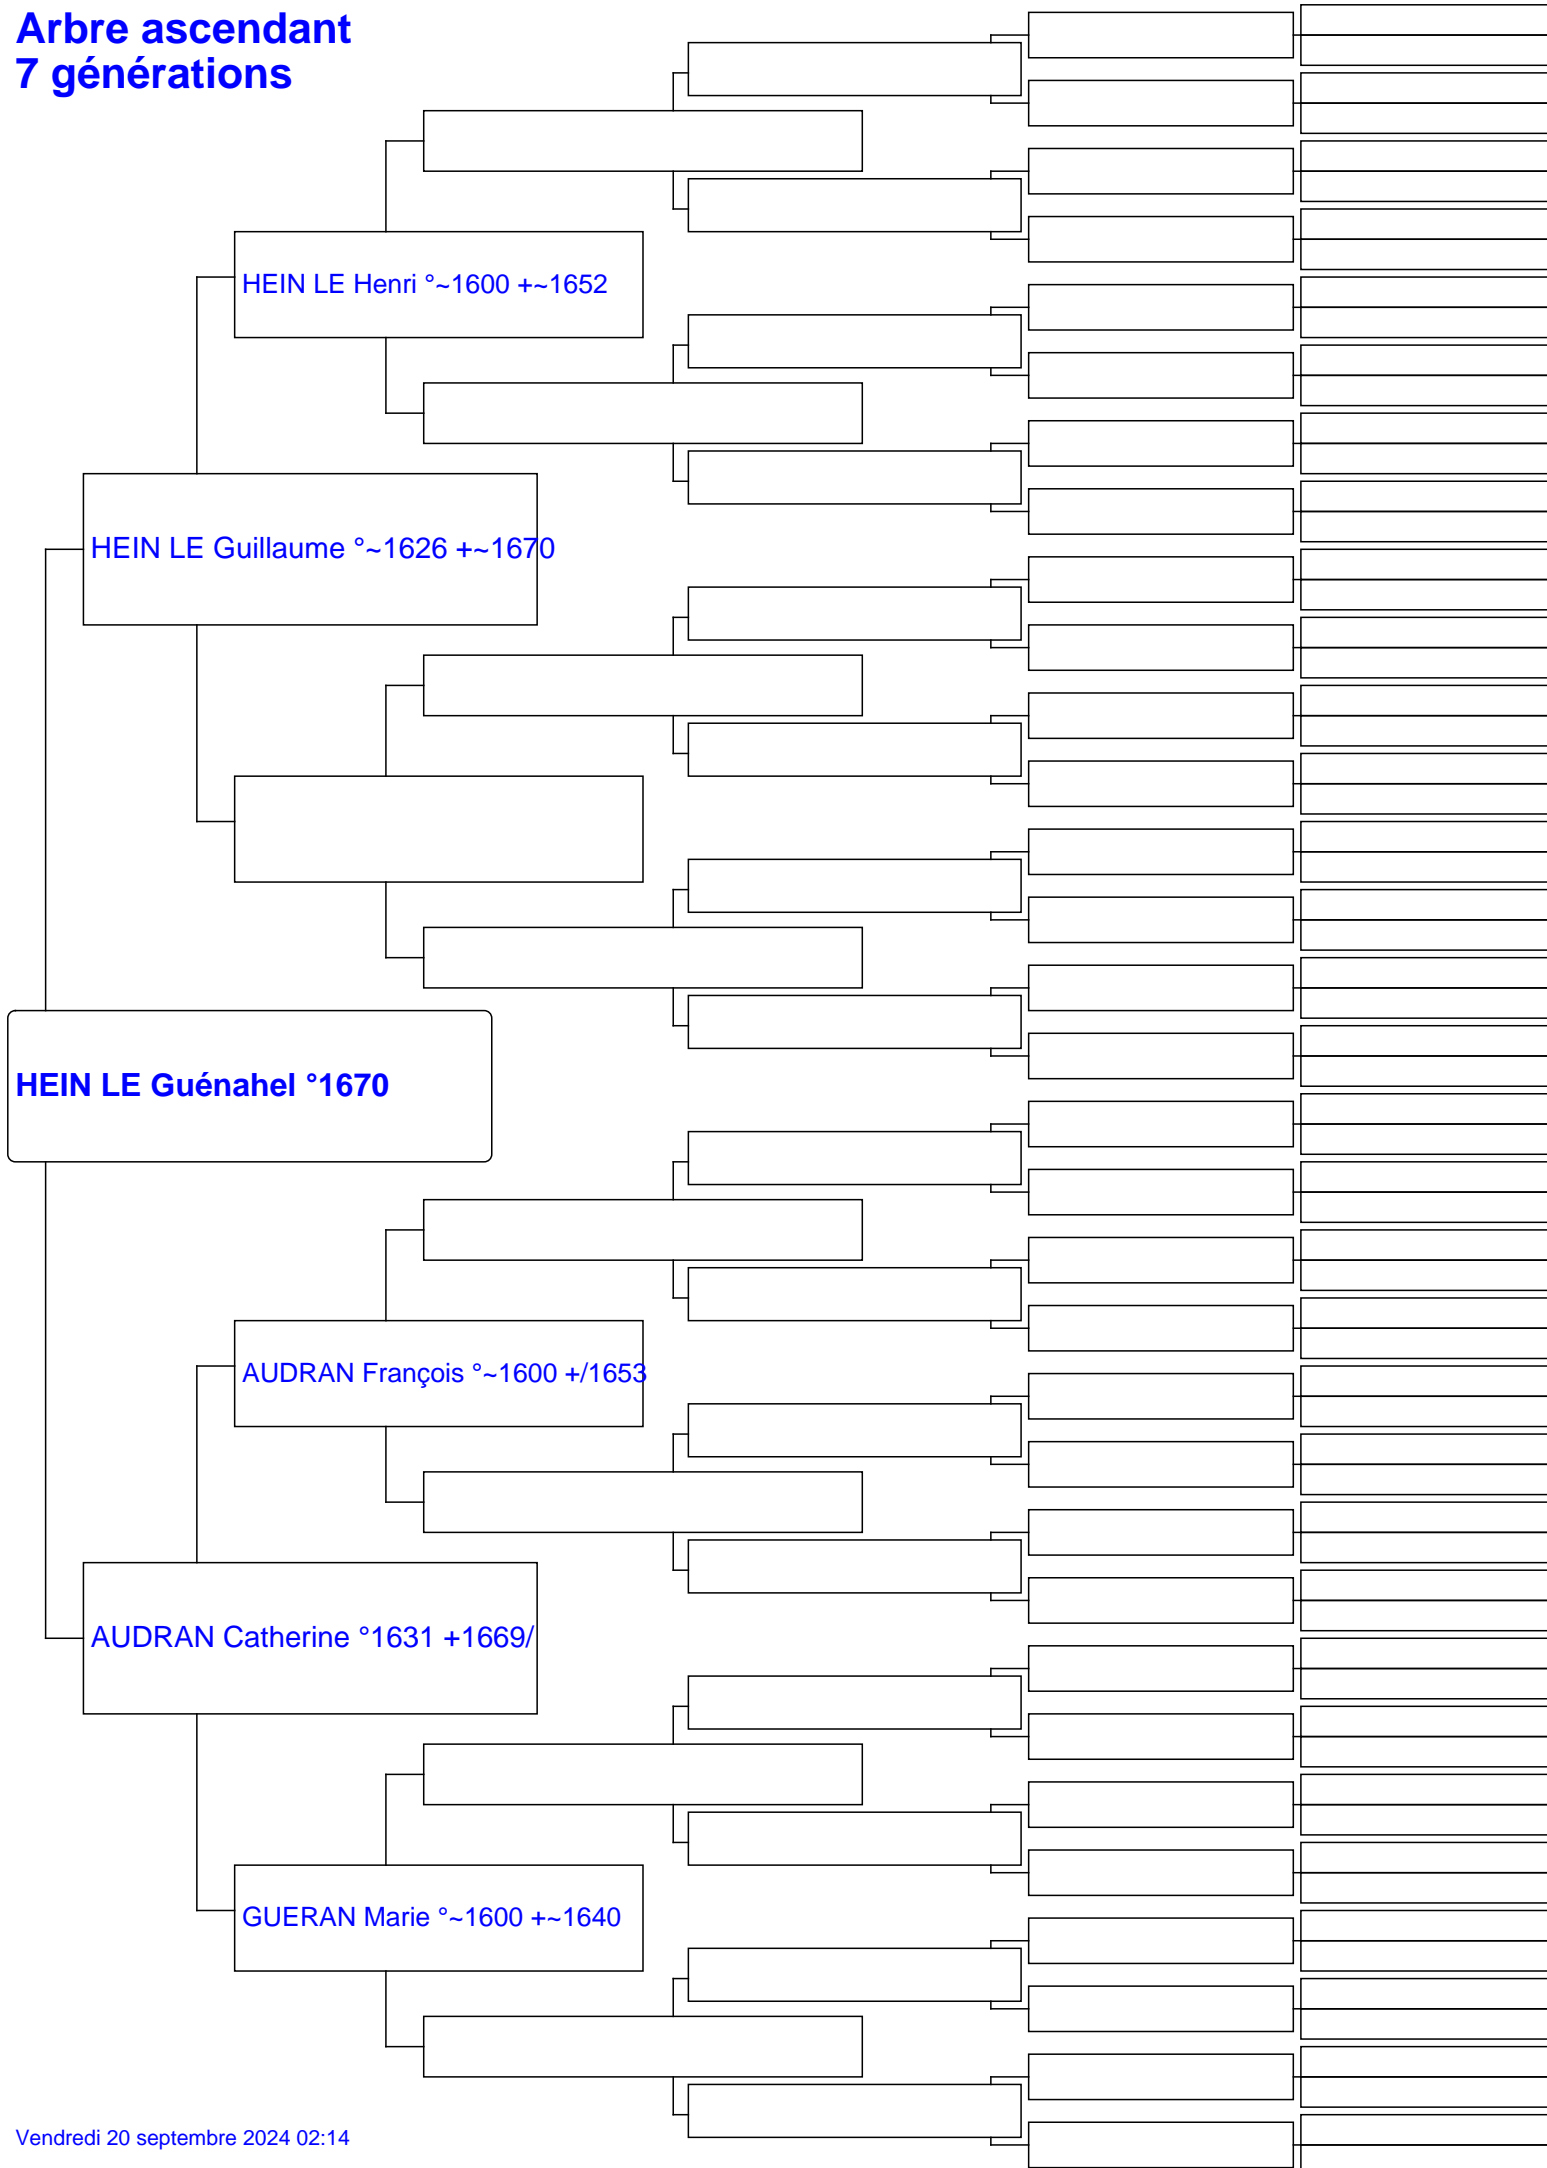 Arbre ascendant
7 générations
HEIN LE Henri °~1600 +~1652
HEIN LE Guillaume °~1626 +~1670
HEIN LE Guénahel °1670
AUDRAN François °~1600 +/1653
AUDRAN Catherine °1631 +1669/
GUERAN Marie °~1600 +~1640
Vendredi 20 septembre 2024 02:14